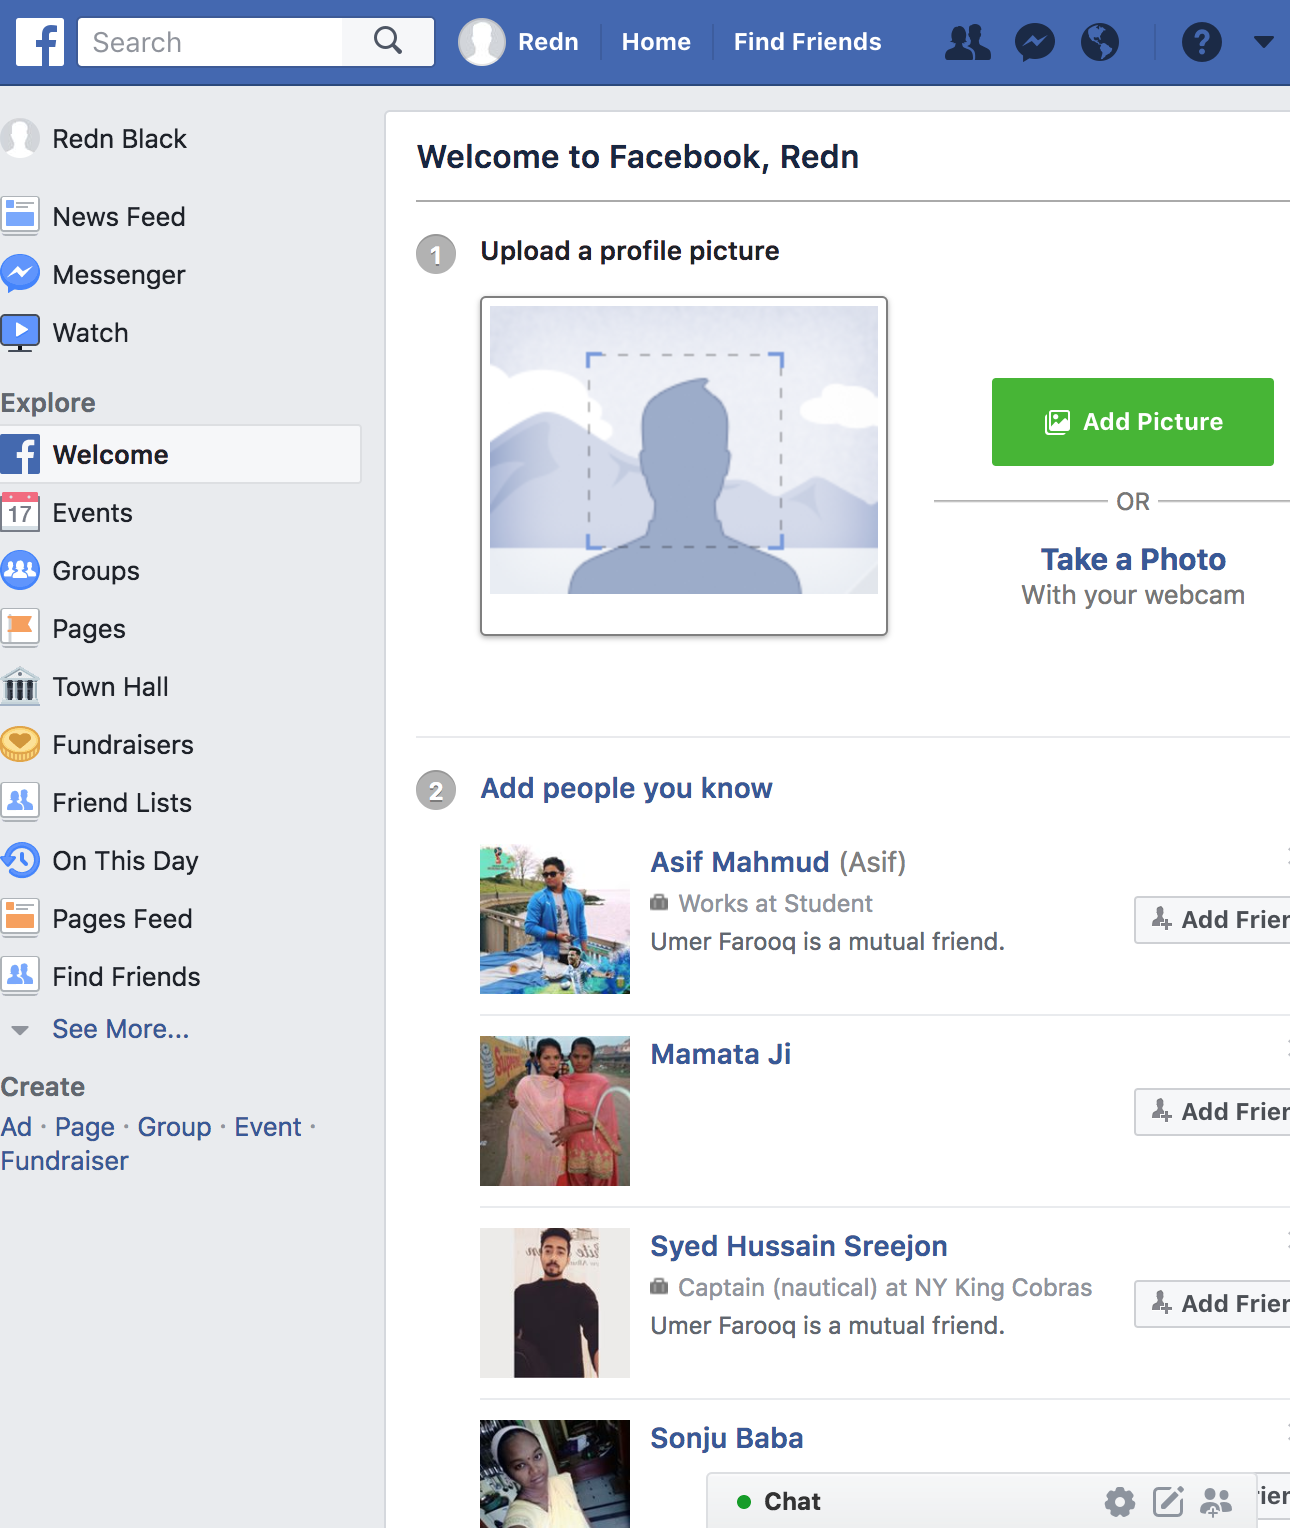 Search
Redn
Home
Find Friends
Redn Black
News Feed
Messenger
Watch
Explore
Welcome
17
Events
Groups
Pages
Town Hall
Fundraisers
Friend Lists
On This Day
Pages Feed
Find Friends
See More...
Create
Ad · Page · Group · Event ·
Fundraiser
Welcome to Facebook, Redn
1 Upload a profile picture
Add Picture
OR
Take a Photo
With your webcam
2 Add people you know
Asif Mahmud (Asif)
Works at Student
Umer Farooq is a mutual friend.
Add Frien
Mamata Ji
Add Frien
Syed Hussain Sreejon
Captain (nautical) at NY King Cobras
Umer Farooq is a mutual friend.
Add Frien
Sonju Baba
Chat